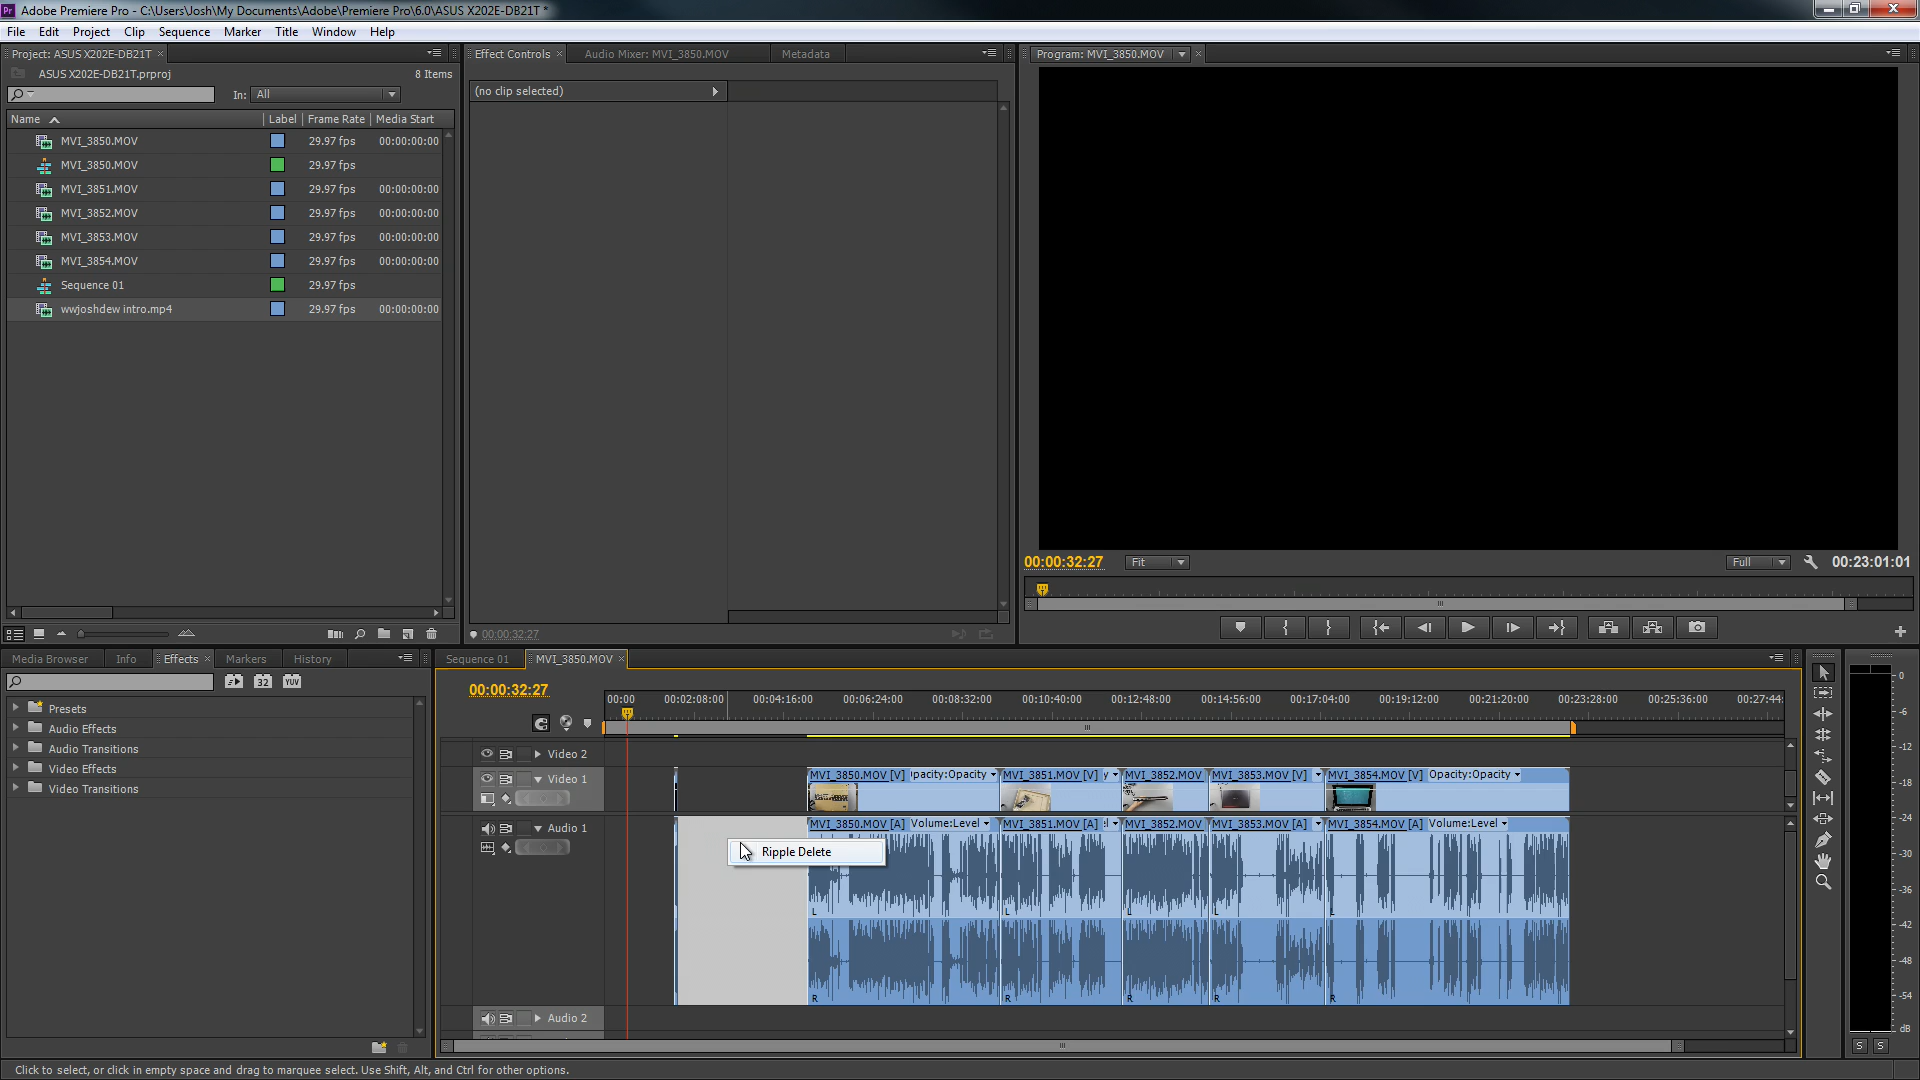 Adobe Premiere Pro - C:\Users\Josh\My Documents\Adobe\Premiere Pro\6.0\ASUS X202E-DB21T *
File Edit Project Clip Sequence Marker Title Window Help
Project: ASUS X202E-DB21T
ASUS X202E-DB21T.prproj
8 Items
In: All
Name Label Frame Rate Media Start
MVI_3850.MOV 29.97 fps 00:00:00:00
MVI_3850.MOV 29.97 fps
MVI_3851.MOV 29.97 fps 00:00:00:00
MVI_3852.MOV 29.97 fps 00:00:00:00
MVI_3853.MOV 29.97 fps 00:00:00:00
MVI_3854.MOV 29.97 fps 00:00:00:00
Sequence 01 29.97 fps
wwjoshdew intro.mp4 29.97 fps 00:00:00:00
Effect Controls Audio Mixer: MVI_3850.MOV Metadata
(no clip selected)
00:00:32:27
Program: MVI_3850.MOV
00:00:32:27 Fit Full 00:23:01:01
Media Browser Info Effects Markers History
32 YUV
Presets
Audio Effects
Audio Transitions
Video Effects
Video Transitions
Sequence 01 MVI_3850.MOV
00:00:32:27
00:00 00:02:08:00 00:04:16:00 00:06:24:00 00:08:32:00 00:10:40:00 00:12:48:00 00:14:56:00 00:17:04:00 00:19:12:00 00:21:20:00 00:23:28:00 00:25:36:00 00:27:44:
Video 2
Video 1
MVI_3850.MOV [V] pacity:Opacity MVI_3851.MOV [V] y MVI_3852.MOV MVI_3853.MOV [V] MVI_3854.MOV [V] Opacity:Opacity
Audio 1
MVI_3850.MOV [A] Volume:Level MVI_3851.MOV [A] MVI_3852.MOV MVI_3853.MOV [A] MVI_3854.MOV [A] Volume:Level
Ripple Delete
L L L L L
R R R R R
Audio 2
0
-6
-12
-18
-24
-30
-36
-42
-48
-54
dB
S S
Click to select, or click in empty space and drag to marquee select. Use Shift, Alt, and Ctrl for other options.